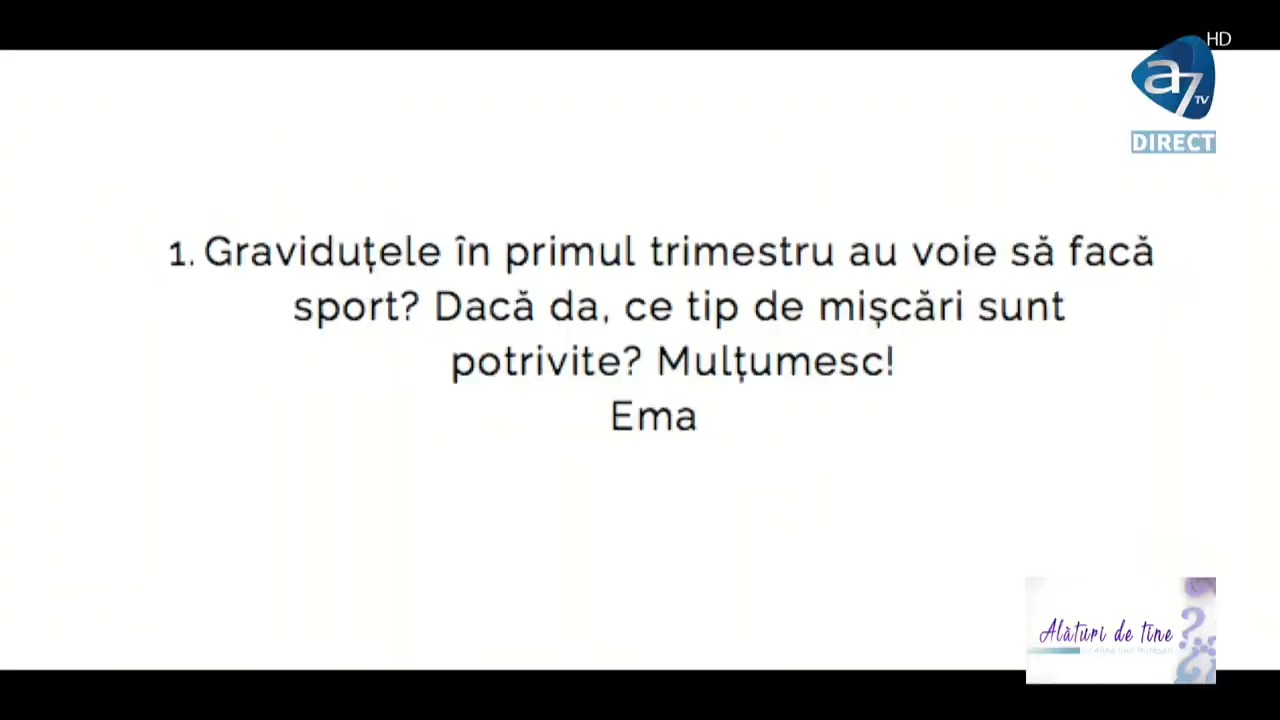 HD
a7 TV
DIRECT
1. Graviduțele în primul trimestru au voie să facă
sport? Dacă da, ce tip de mișcări sunt
potrivite? Mulțumesc!
Ema
Alături de tine